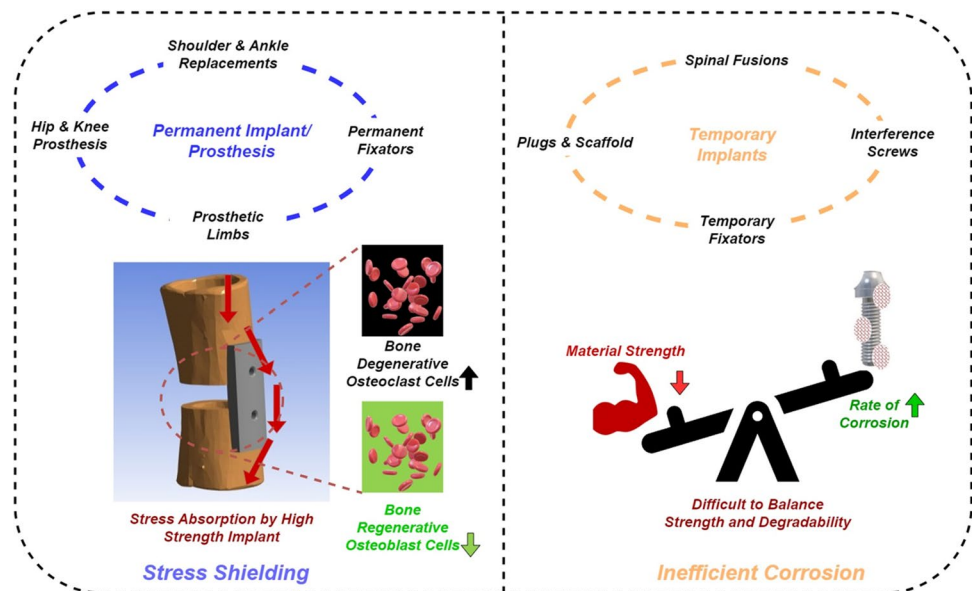 Shoulder & Ankle
Replacements
Hip & Knee
Prosthesis
Permanent Implant/
Prosthesis
Permanent
Fixators
Prosthetic
Limbs
Bone
Degenerative
Osteoclast Cells
Bone
Regenerative
Osteoblast Cells
Stress Absorption by High
Strength Implant
Stress Shielding
Spinal Fusions
Plugs & Scaffold
Temporary
Implants
Interference
Screws
Temporary
Fixators
Material Strength
Rate of
Corrosion
Difficult to Balance
Strength and Degradability
Inefficient Corrosion